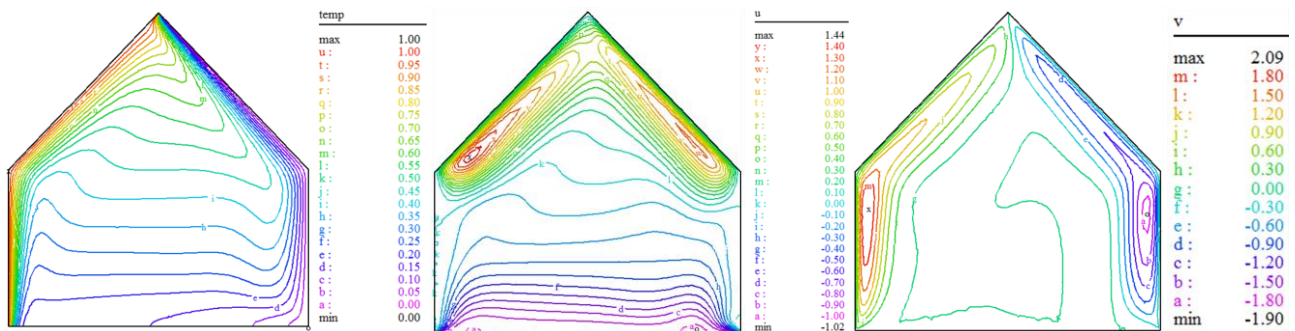 temp
max 1.00
u : 1.00
t : 0.95
s : 0.90
r : 0.85
q : 0.80
p : 0.75
o : 0.70
n : 0.65
m : 0.60
l : 0.55
k : 0.50
j : 0.45
i : 0.40
h : 0.35
g : 0.30
f : 0.25
e : 0.20
d : 0.15
c : 0.10
b : 0.05
a : 0.00
min 0.00
m
i
h
e
d
u
max 1.44
y : 1.40
x : 1.30
w : 1.20
v : 1.10
u : 1.00
t : 0.90
s : 0.80
r : 0.70
q : 0.60
p : 0.50
o : 0.40
n : 0.30
m : 0.20
l : 0.10
k : 0.00
j : -0.10
i : -0.20
h : -0.30
g : -0.40
f : -0.50
e : -0.60
d : -0.70
c : -0.80
b : -0.90
a : -1.00
min -1.02
k
l
f
h
d
c
v
max 2.09
m : 1.80
l : 1.50
k : 1.20
j : 0.90
i : 0.60
h : 0.30
g : 0.00
f : -0.30
e : -0.60
d : -0.90
c : -1.20
b : -1.50
a : -1.80
min -1.90
h
d
e
m
x
g
c